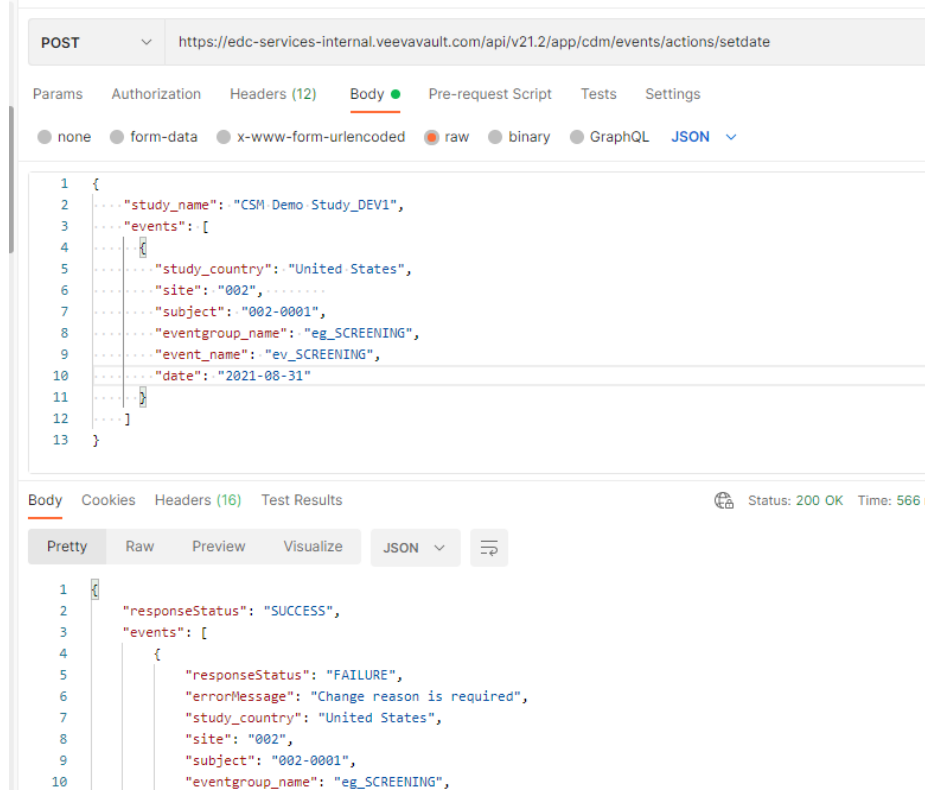 POST https://edc-services-internal.veevavault.com/api/v21.2/app/cdm/events/actions/setdate
Params Authorization Headers (12) Body Pre-request Script Tests Settings
none form-data x-www-form-urlencoded raw binary GraphQL JSON
1 {
2 "study_name": "CSM Demo Study_DEV1",
3 "events": [
4 {
5 "study_country": "United States",
6 "site": "002",
7 "subject": "002-0001",
8 "eventgroup_name": "eg_SCREENING",
9 "event_name": "ev_SCREENING",
10 "date": "2021-08-31"
11 }
12 ]
13 }
Body Cookies Headers (16) Test Results Status: 200 OK Time: 566
Pretty Raw Preview Visualize JSON
1 {
2 "responseStatus": "SUCCESS",
3 "events": [
4 {
5 "responseStatus": "FAILURE",
6 "errorMessage": "Change reason is required",
7 "study_country": "United States",
8 "site": "002",
9 "subject": "002-0001",
10 "eventgroup_name": "eg_SCREENING",